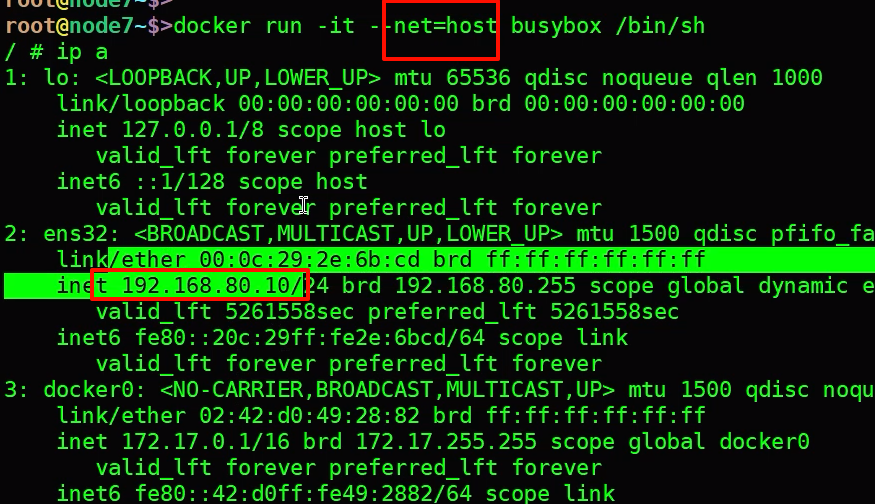 root@node7~$>
root@node7~$>docker run -it --net=host busybox /bin/sh
/ # ip a
1: lo: <LOOPBACK,UP,LOWER_UP> mtu 65536 qdisc noqueue qlen 1000
link/loopback 00:00:00:00:00:00 brd 00:00:00:00:00:00
inet 127.0.0.1/8 scope host lo
valid_lft forever preferred_lft forever
inet6 ::1/128 scope host
valid_lft forever preferred_lft forever
2: ens32: <BROADCAST,MULTICAST,UP,LOWER_UP> mtu 1500 qdisc pfifo_fa
link/ether 00:0c:29:2e:6b:cd brd ff:ff:ff:ff:ff:ff
inet 192.168.80.10/24 brd 192.168.80.255 scope global dynamic e
valid_lft 5261558sec preferred_lft 5261558sec
inet6 fe80::20c:29ff:fe2e:6bcd/64 scope link
valid_lft forever preferred_lft forever
3: docker0: <NO-CARRIER,BROADCAST,MULTICAST,UP> mtu 1500 qdisc noqu
link/ether 02:42:d0:49:28:82 brd ff:ff:ff:ff:ff:ff
inet 172.17.0.1/16 brd 172.17.255.255 scope global docker0
valid_lft forever preferred_lft forever
inet6 fe80::42:d0ff:fe49:2882/64 scope link